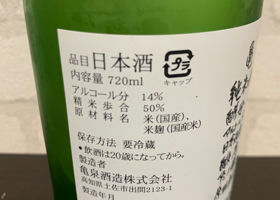 品目 日本酒
内容量 720ml
プラ
キャップ
アルコール分 14%
精米歩合 50%
原材料名 米(国産)、
米麹(国産米)
保存方法 要冷蔵
●飲酒は20歳になってから。
製造者
亀泉酒造株式会社
高知県土佐市出間2123-1
製造年月
純米